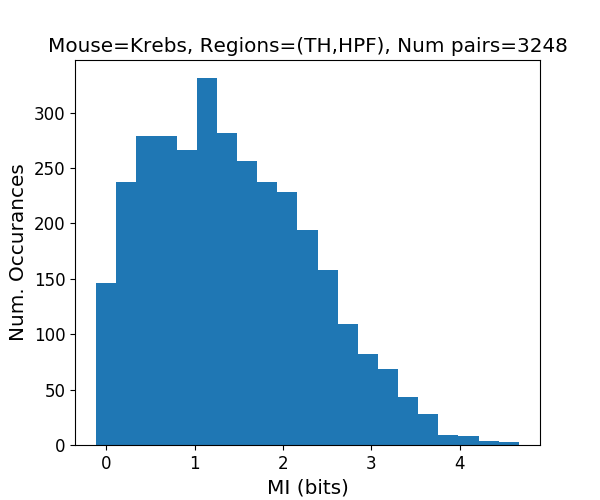 Mouse=Krebs, Regions=(TH,HPF), Num pairs=3248
300
250
200
150
100
50
0
Num. Occurances
0 1 2 3 4
MI (bits)